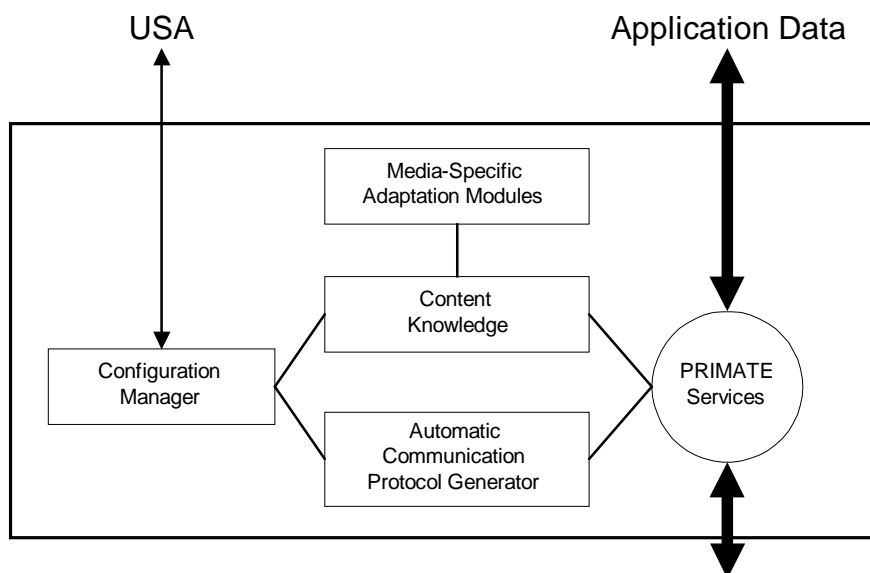 USA
Application Data
Media-Specific
Adaptation Modules
Content
Knowledge
Configuration
Manager
PRIMATE
Services
Automatic
Communication
Protocol Generator